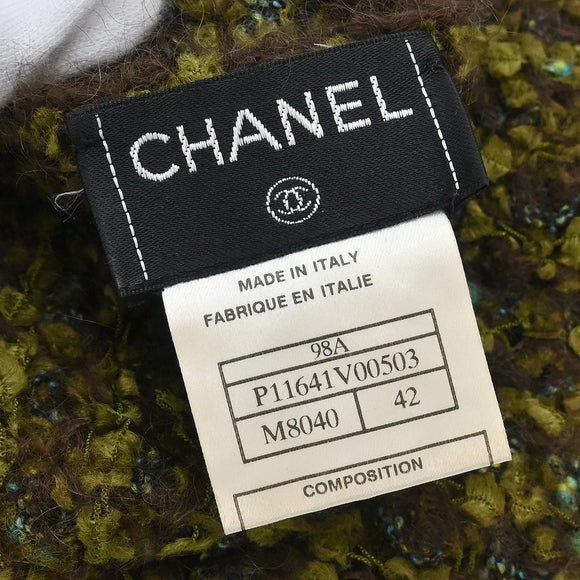 CHANEL
MADE IN ITALY
FABRIQUE EN ITALIE
98A
P11641V00503
M8040 42
COMPOSITION